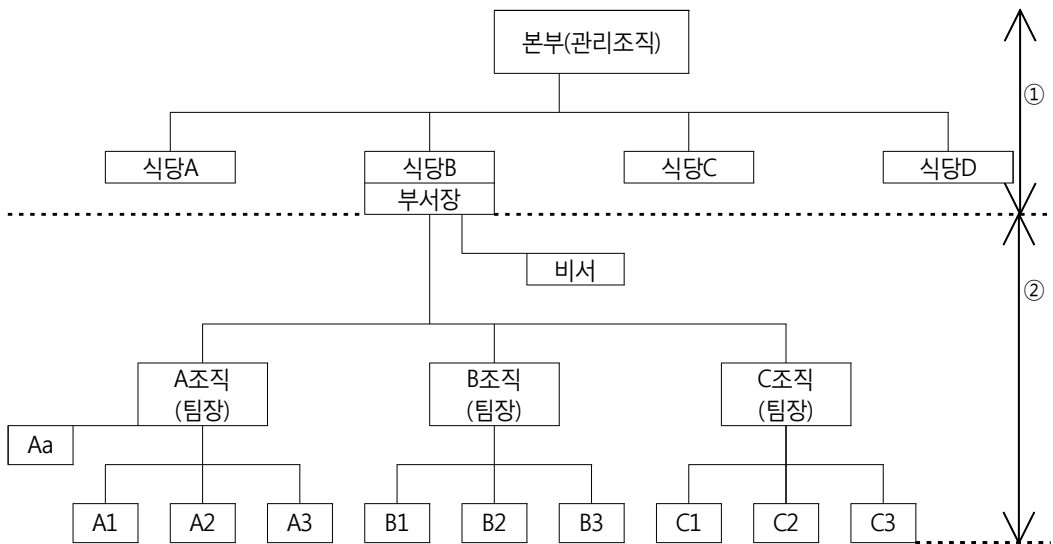 본부(관리조직)
①
식당A
식당B
식당C
식당D
부서장
비서
②
A조직
(팀장)
B조직
(팀장)
C조직
(팀장)
Aa
A1
A2
A3
B1
B2
B3
C1
C2
C3